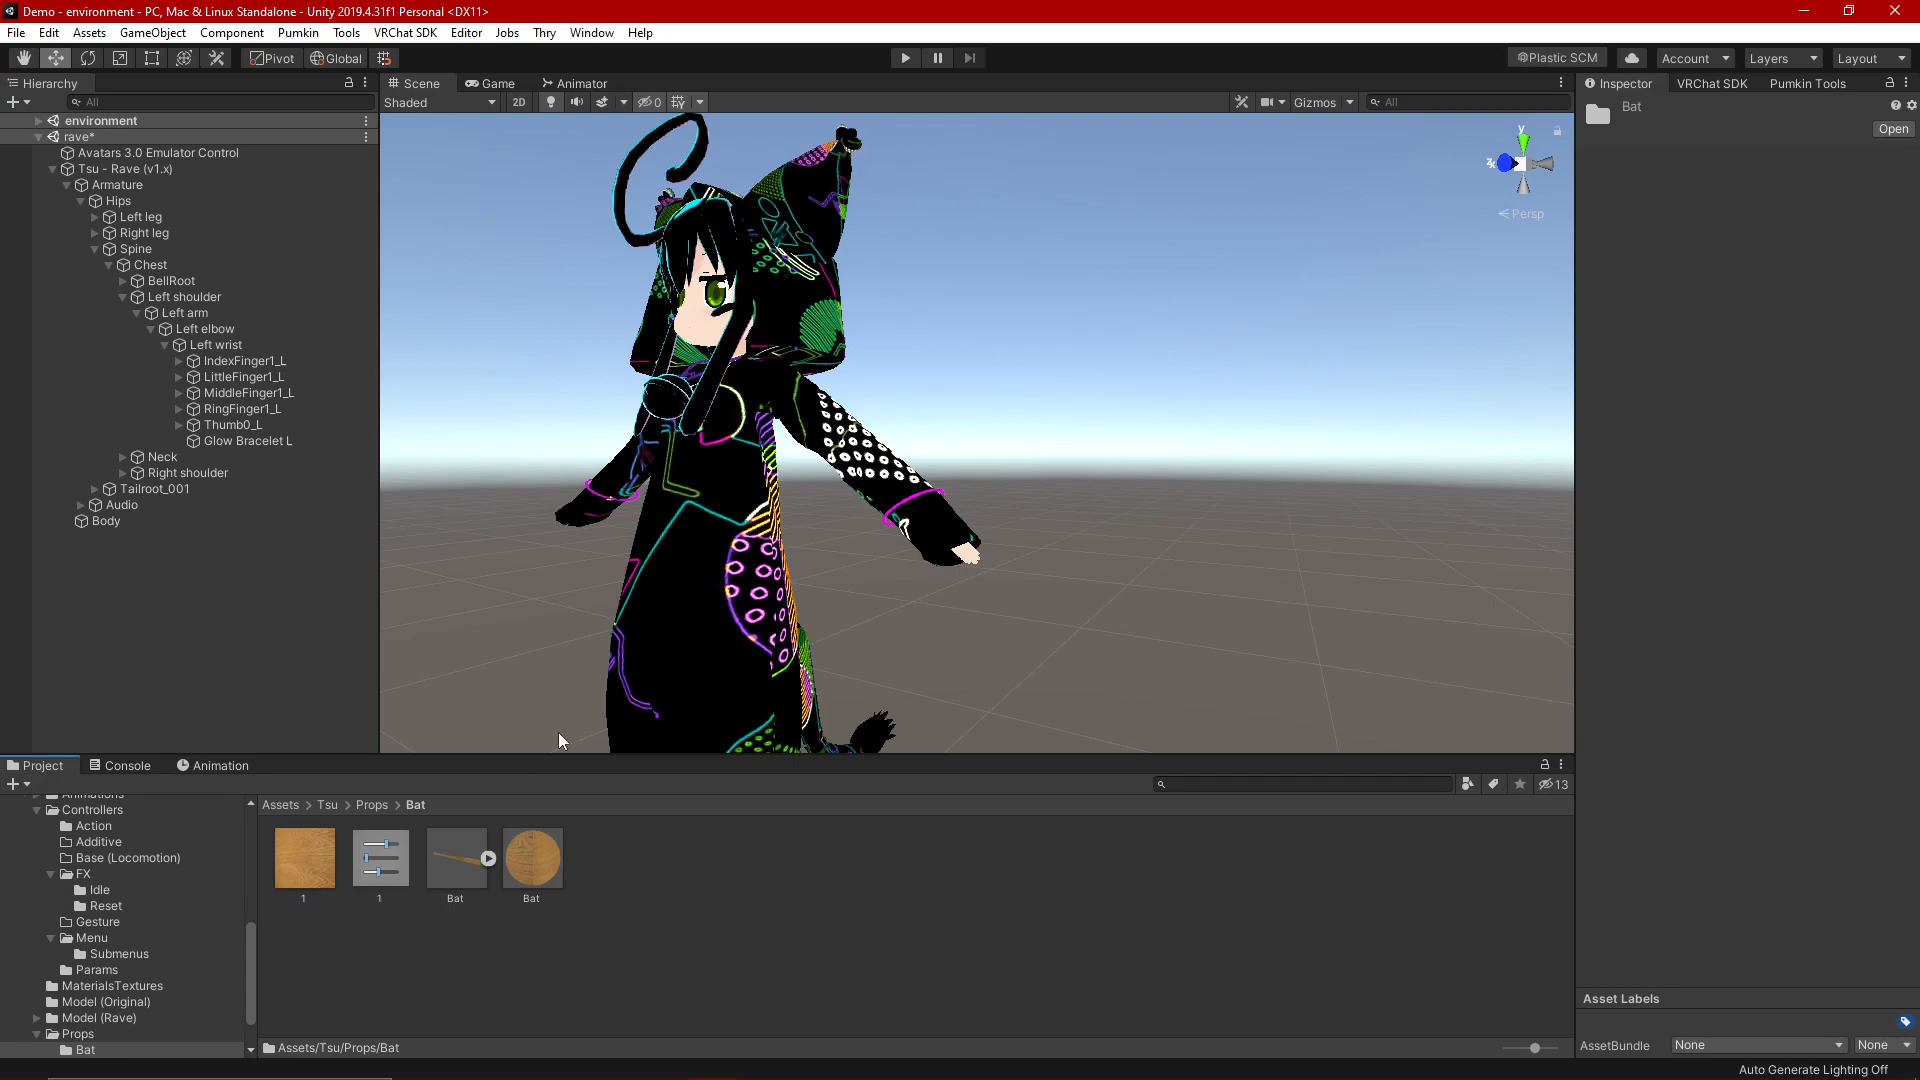 Demo - environment - PC, Mac & Linux Standalone - Unity 2019.4.31f1 Personal <DX11>
File Edit Assets GameObject Component Pumkin Tools VRChat SDK Editor Jobs Thry Window Help
Pivot Global Plastic SCM Account Layers Layout
Hierarchy Scene Game Animator Inspector VRChat SDK Pumkin Tools
All Shaded 2D 0 Gizmos All Bat
Open
environment
rave*
Avatars 3.0 Emulator Control
Tsu - Rave (v1.x)
Armature
Hips
Left leg
Right leg
Spine
Chest
BellRoot
Left shoulder
Left arm
Left elbow
Left wrist
IndexFinger1_L
LittleFinger1_L
MiddleFinger1_L
RingFinger1_L
Thumb0_L
Glow Bracelet L
Neck
Right shoulder
Tailroot_001
Audio
Body
y
z
Persp
Project Console Animation
13
Animations
Controllers
Action
Additive
Base (Locomotion)
FX
Idle
Reset
Gesture
Menu
Submenus
Params
MaterialsTextures
Model (Original)
Model (Rave)
Props
Bat
Assets > Tsu > Props > Bat
1 1 Bat Bat
Assets/Tsu/Props/Bat
Asset Labels
AssetBundle None None
Auto Generate Lighting Off